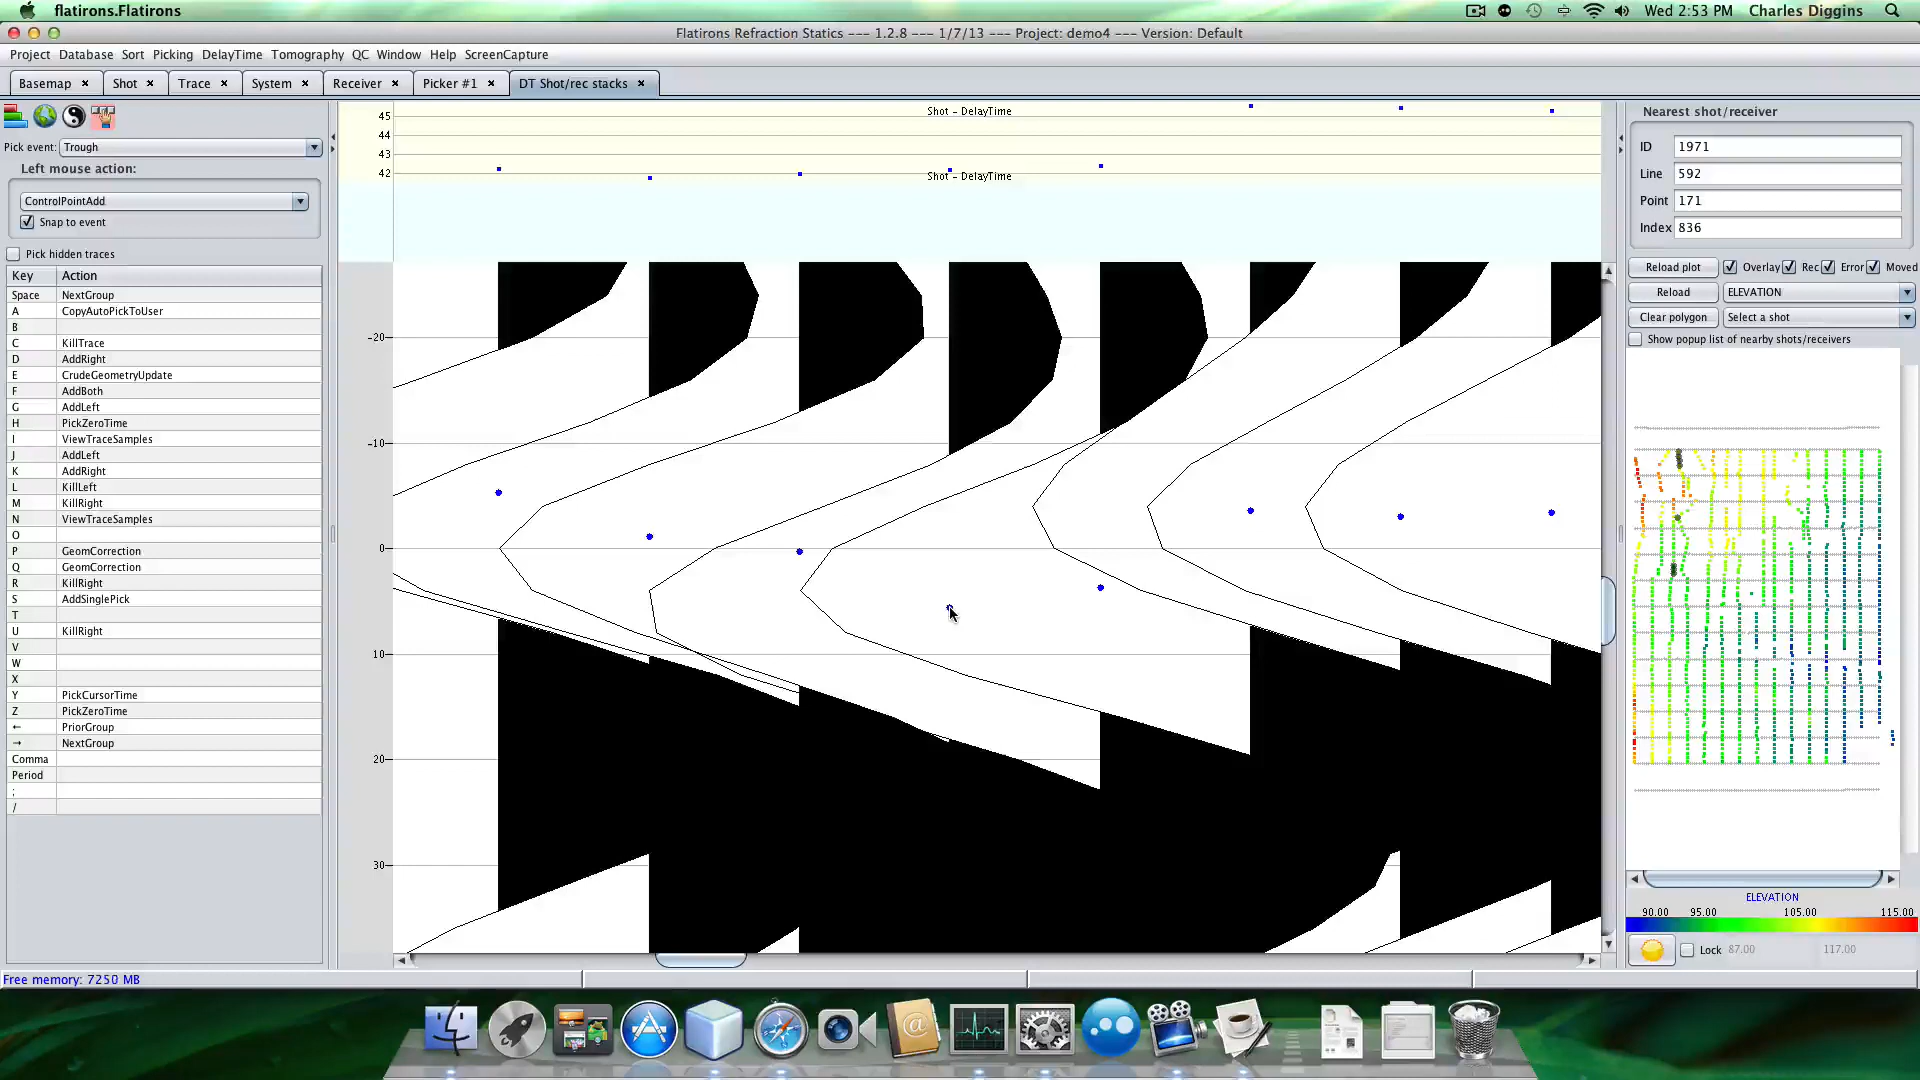 flatirons.Flatirons
Wed 2:53 PM Charles Diggins
Flatirons Refraction Statics --- 1.2.8 --- 1/7/13 --- Project: demo4 --- Version: Default
Project Database Sort Picking DelayTime Tomography QC Window Help ScreenCapture
Basemap Shot Trace System Receiver Picker #1 DT Shot/rec stacks
Pick event: Trough
Left mouse action:
ControlPointAdd
Snap to event
Pick hidden traces
Key Action
Space NextGroup
A CopyAutoPickToUser
B
C KillTrace
D AddRight
E CrudeGeometryUpdate
F AddBoth
G AddLeft
H PickZeroTime
I ViewTraceSamples
J AddLeft
K AddRight
L KillLeft
M KillRight
N ViewTraceSamples
O
P GeomCorrection
Q GeomCorrection
R KillRight
S AddSinglePick
T
U KillRight
V
W
X
Y PickCursorTime
Z PickZeroTime
← PriorGroup
→ NextGroup
Comma
Period
;
/
45
44
43
42
Shot - DelayTime
Shot - DelayTime
-20
-10
0
10
20
30
Nearest shot/receiver
ID 1971
Line 592
Point 171
Index 836
Reload plot Overlay Rec Error Moved
Reload ELEVATION
Clear polygon Select a shot
Show popup list of nearby shots/receivers
ELEVATION
90.00 95.00 105.00 115.00
Lock 87.00 117.00
Free memory: 7250 MB